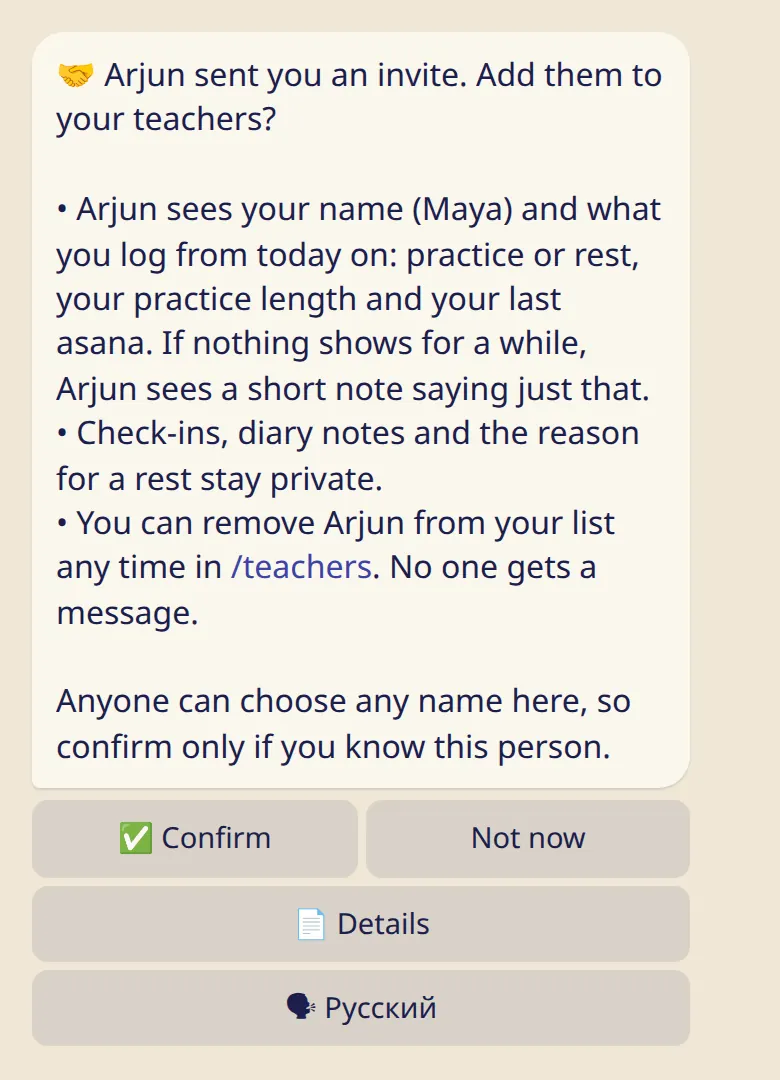 🤝 Arjun sent you an invite. Add them to
your teachers?
• Arjun sees your name (Maya) and what
you log from today on: practice or rest,
your practice length and your last
asana. If nothing shows for a while,
Arjun sees a short note saying just that.
• Check-ins, diary notes and the reason
for a rest stay private.
• You can remove Arjun from your list
any time in /teachers. No one gets a
message.
Anyone can choose any name here, so
confirm only if you know this person.
✅ Confirm
Not now
📄 Details
🗣 Русский